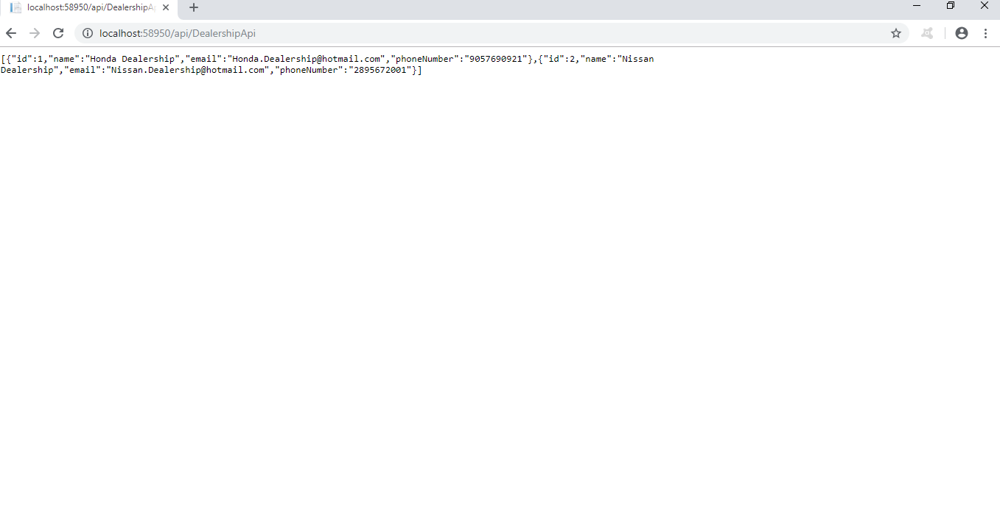 localhost:58950/api/DealershipAp
localhost:58950/api/DealershipApi
[{"id":1,"name":"Honda Dealership","email":"Honda.Dealership@hotmail.com","phoneNumber":"9057690921"},{"id":2,"name":"Nissan
Dealership","email":"Nissan.Dealership@hotmail.com","phoneNumber":"2895672001"}]